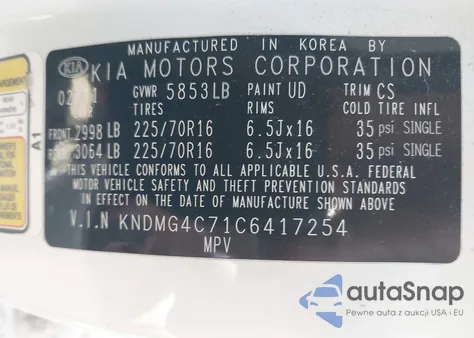 MANUFACTURED IN KOREA BY
KIA KIA MOTORS CORPORATION
GVWR 5853LB PAINT UD TRIM CS
TIRES RIMS COLD TIRE INFL
FRONT 2998 LB 225/70R16 6.5Jx16 35 psi SINGLE
3064 LB 225/70R16 6.5Jx16 35 psi SINGLE
THIS VEHICLE CONFORMS TO ALL APPLICABLE U.S.A. FEDERAL
MOTOR VEHICLE SAFETY AND THEFT PREVENTION STANDARDS
IN EFFECT ON THE DATE OF MANUFACTURE SHOWN ABOVE
V.I.N KNDMG4C71C6417254
MPV
A1
autoSnap
Pewne auta z aukcji USA i EU